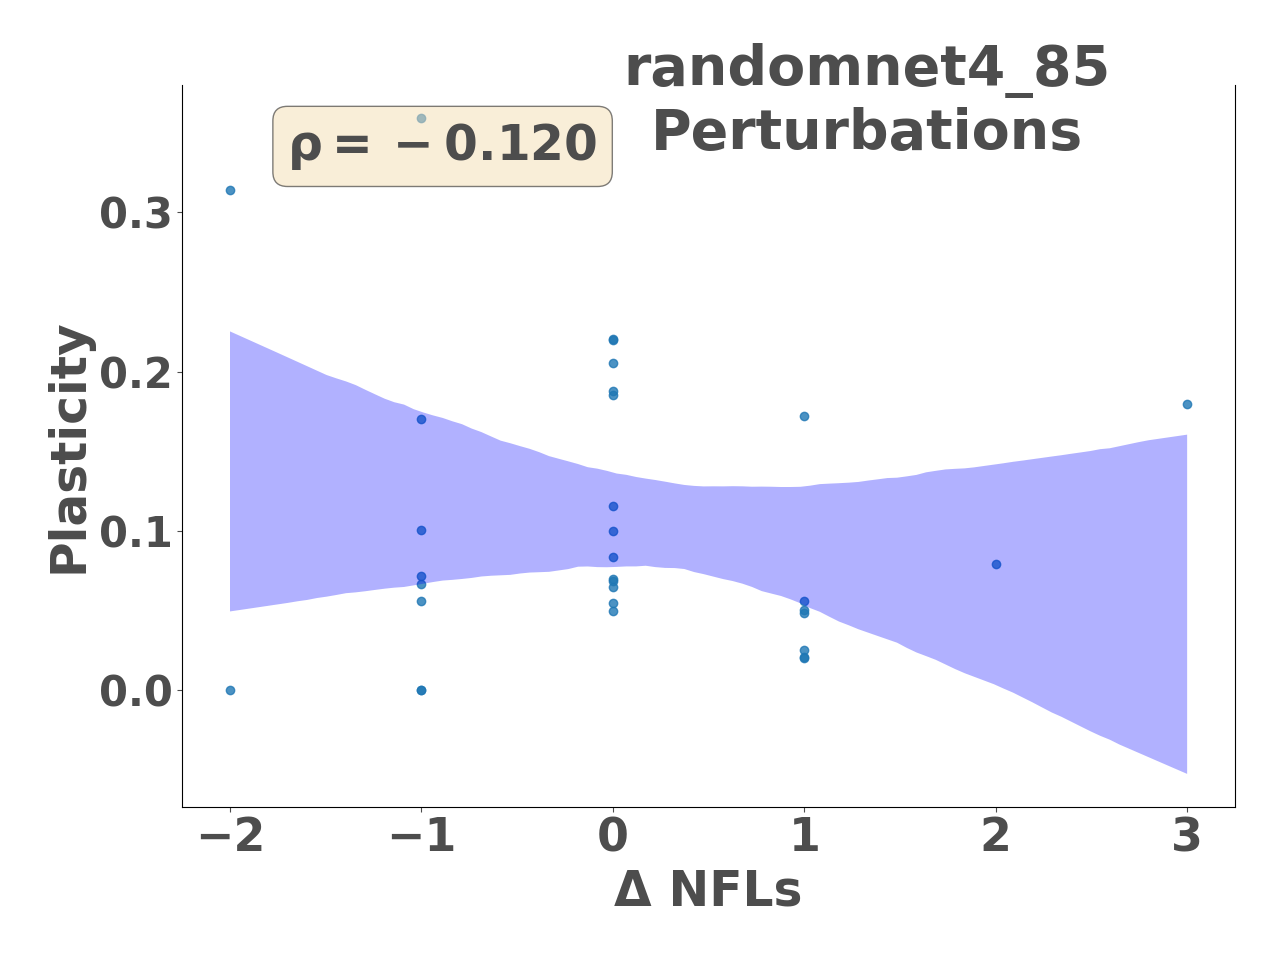 randomnet4_85
Perturbations
ρ = −0.120
Plasticity
0.3
0.2
0.1
0.0
−2 −1 0 1 2 3
Δ NFLs